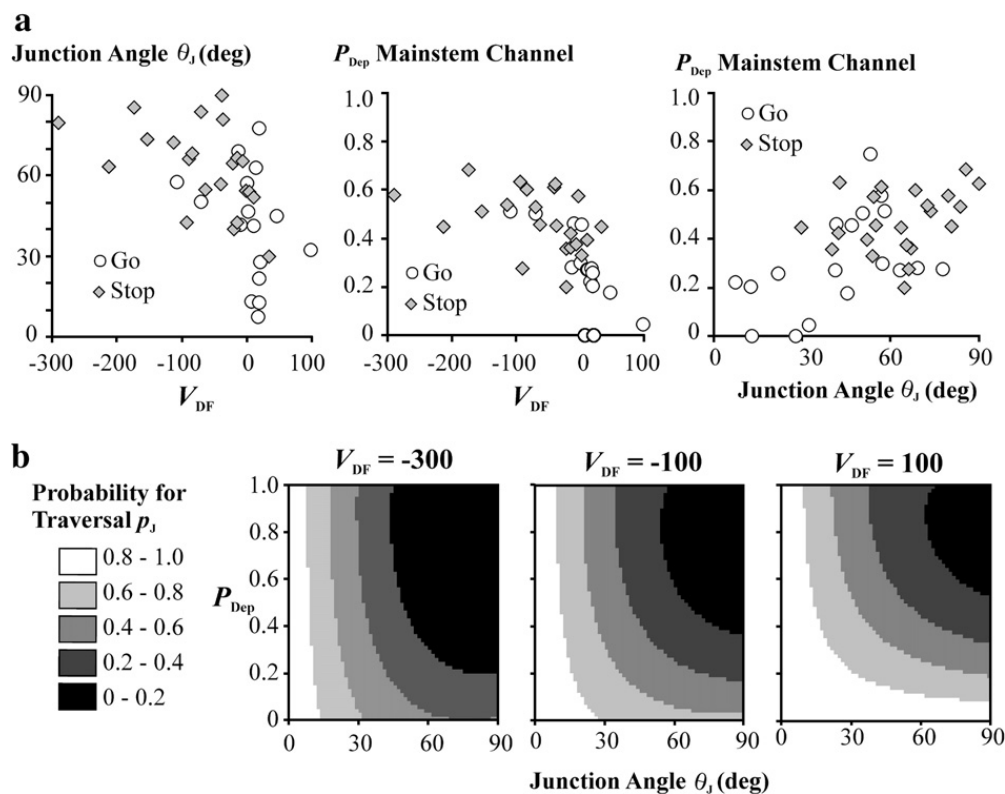 a
Junction Angle θJ (deg)
90
60
30
0
-300 -200 -100 0 100
VDF
Go
Stop
PDep Mainstem Channel
1.0
0.8
0.6
0.4
0.2
0
-300 -200 -100 0 100
VDF
Go
Stop
PDep Mainstem Channel
1.0
0.8
0.6
0.4
0.2
0
0 30 60 90
Junction Angle θJ (deg)
Go
Stop
b
Probability for
Traversal pJ
0.8 - 1.0
0.6 - 0.8
0.4 - 0.6
0.2 - 0.4
0 - 0.2
VDF = -300
VDF = -100
VDF = 100
PDep
1.0
0.8
0.6
0.4
0.2
0
0 30 60 90
0 30 60 90
0 30 60 90
Junction Angle θJ (deg)